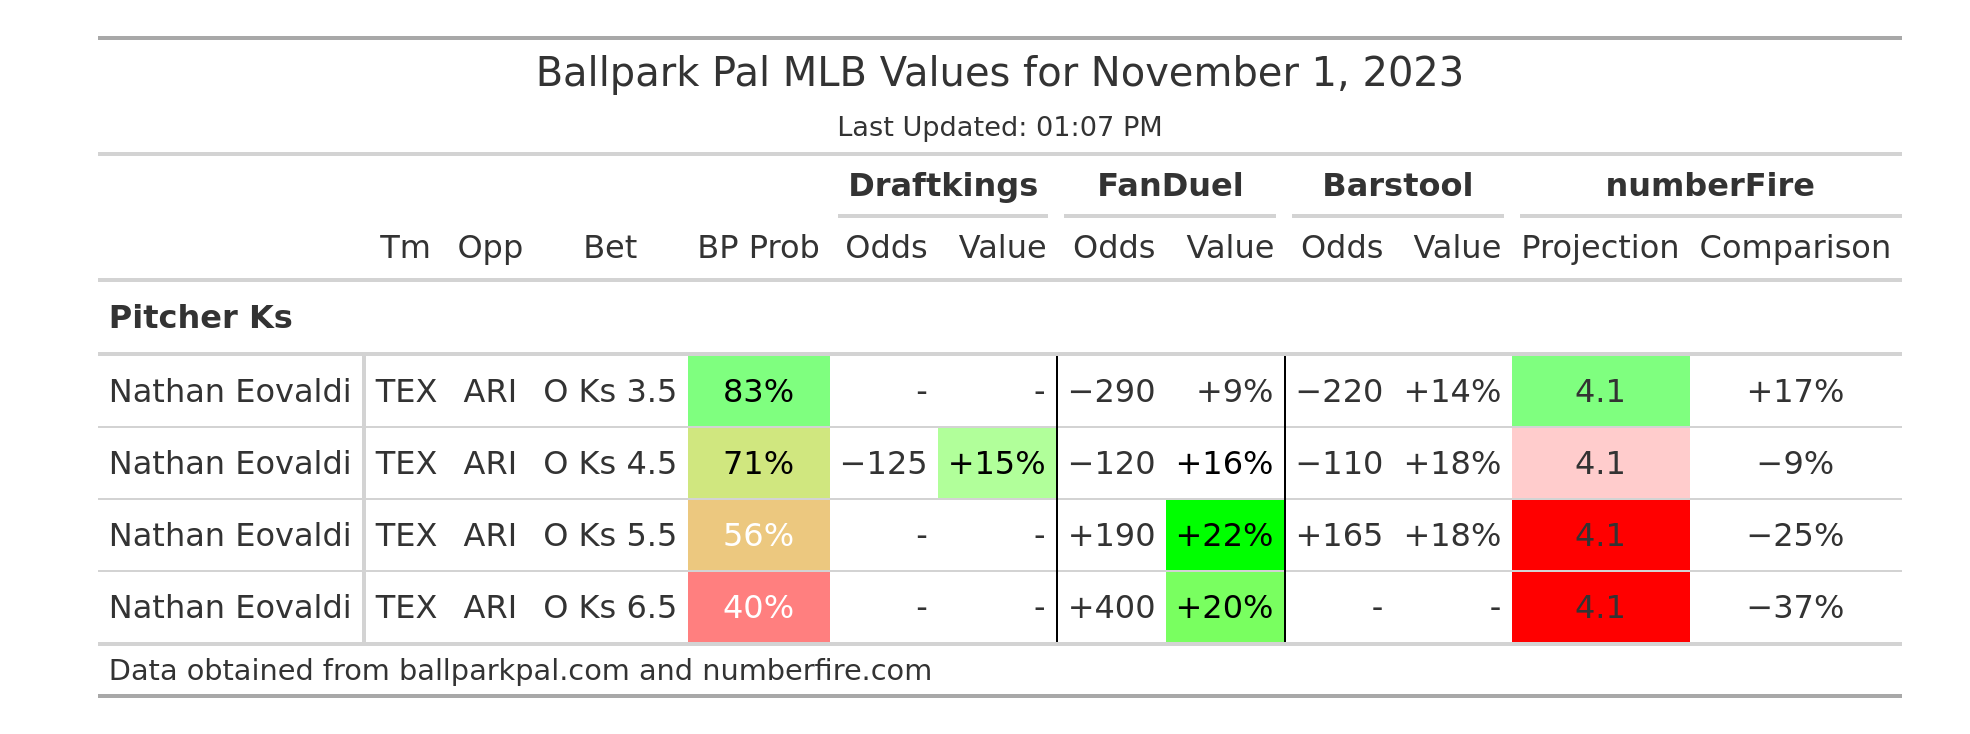 Ballpark Pal MLB Values for November 1, 2023
Last Updated: 01:07 PM
Draftkings FanDuel Barstool numberFire
Tm Opp Bet BP Prob Odds Value Odds Value Odds Value Projection Comparison
Pitcher Ks
Nathan Eovaldi TEX ARI O Ks 3.5 83% - - −290 +9% −220 +14% 4.1 +17%
Nathan Eovaldi TEX ARI O Ks 4.5 71% −125 +15% −120 +16% −110 +18% 4.1 −9%
Nathan Eovaldi TEX ARI O Ks 5.5 56% - - +190 +22% +165 +18% 4.1 −25%
Nathan Eovaldi TEX ARI O Ks 6.5 40% - - +400 +20% - - 4.1 −37%
Data obtained from ballparkpal.com and numberfire.com